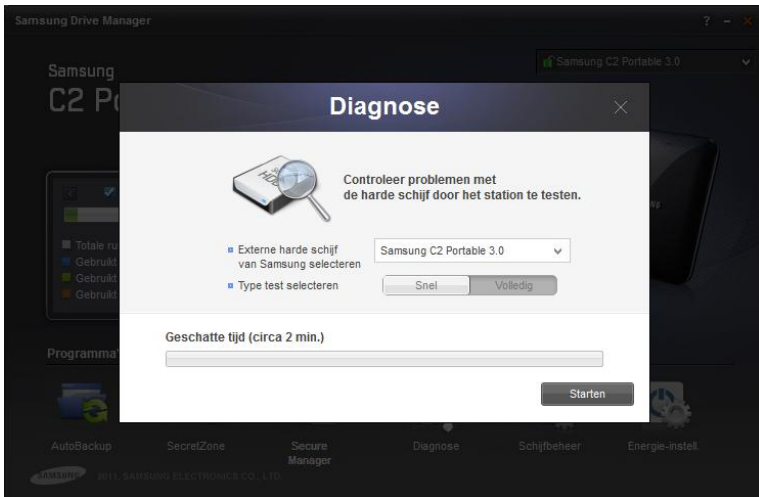 Samsung Drive Manager
? –
Samsung C2 Portable 3.0
Samsung
C2 Po
Diagnose
Controleer problemen met
de harde schijf door het station te testen.
Externe harde schijf
van Samsung selecteren
Samsung C2 Portable 3.0
Type test selecteren
Snel
Volledig
Totale ru
Gebruikt
Gebruikt
Gebruikt
Geschatte tijd (circa 2 min.)
Starten
Programma'
AutoBackup
SecretZone
Secure
Manager
Diagnose
Schijfbeheer
Energie-instell.
SAMSUNG 2011. SAMSUNG ELECTRONICS CO., LTD.